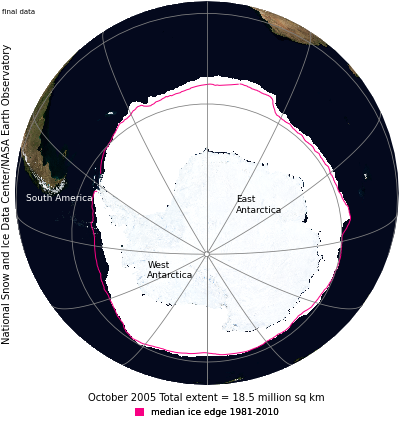 final data
National Snow and Ice Data Center/NASA Earth Observatory
South America
East
Antarctica
West
Antarctica
October 2005 Total extent = 18.5 million sq km
median ice edge 1981-2010